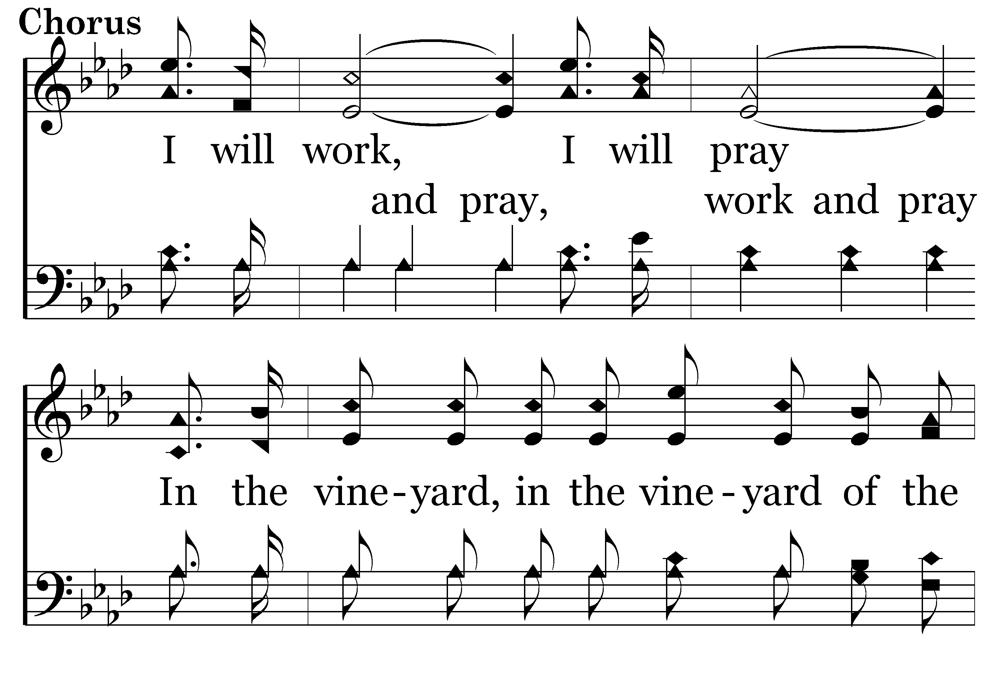 Chorus
I will work, I will pray
and pray, work and pray
In the vine-yard, in the vine-yard of the